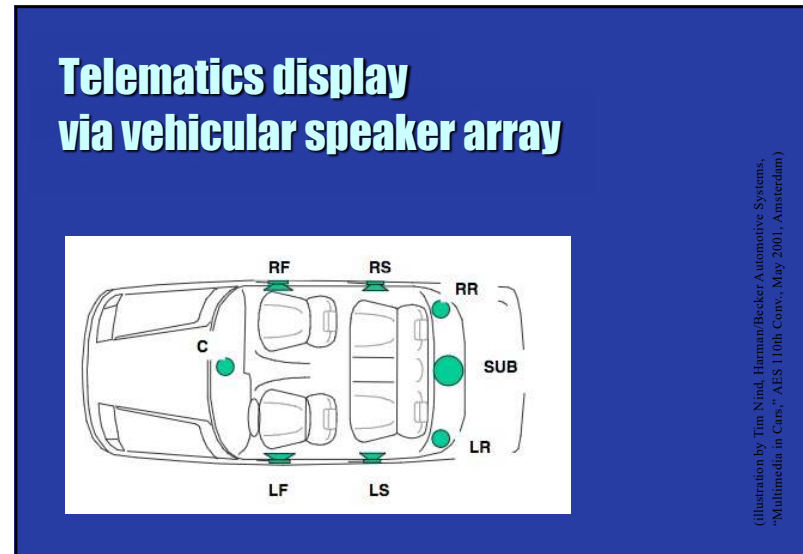 Telematics display
via vehicular speaker array
RF RS
RR
C
SUB
LR
LF LS
(illustration by Tim Nind, Harman/Becker Automotive Systems,
“Multimedia in Cars,” AES 110th Conv., May 2001, Amsterdam)